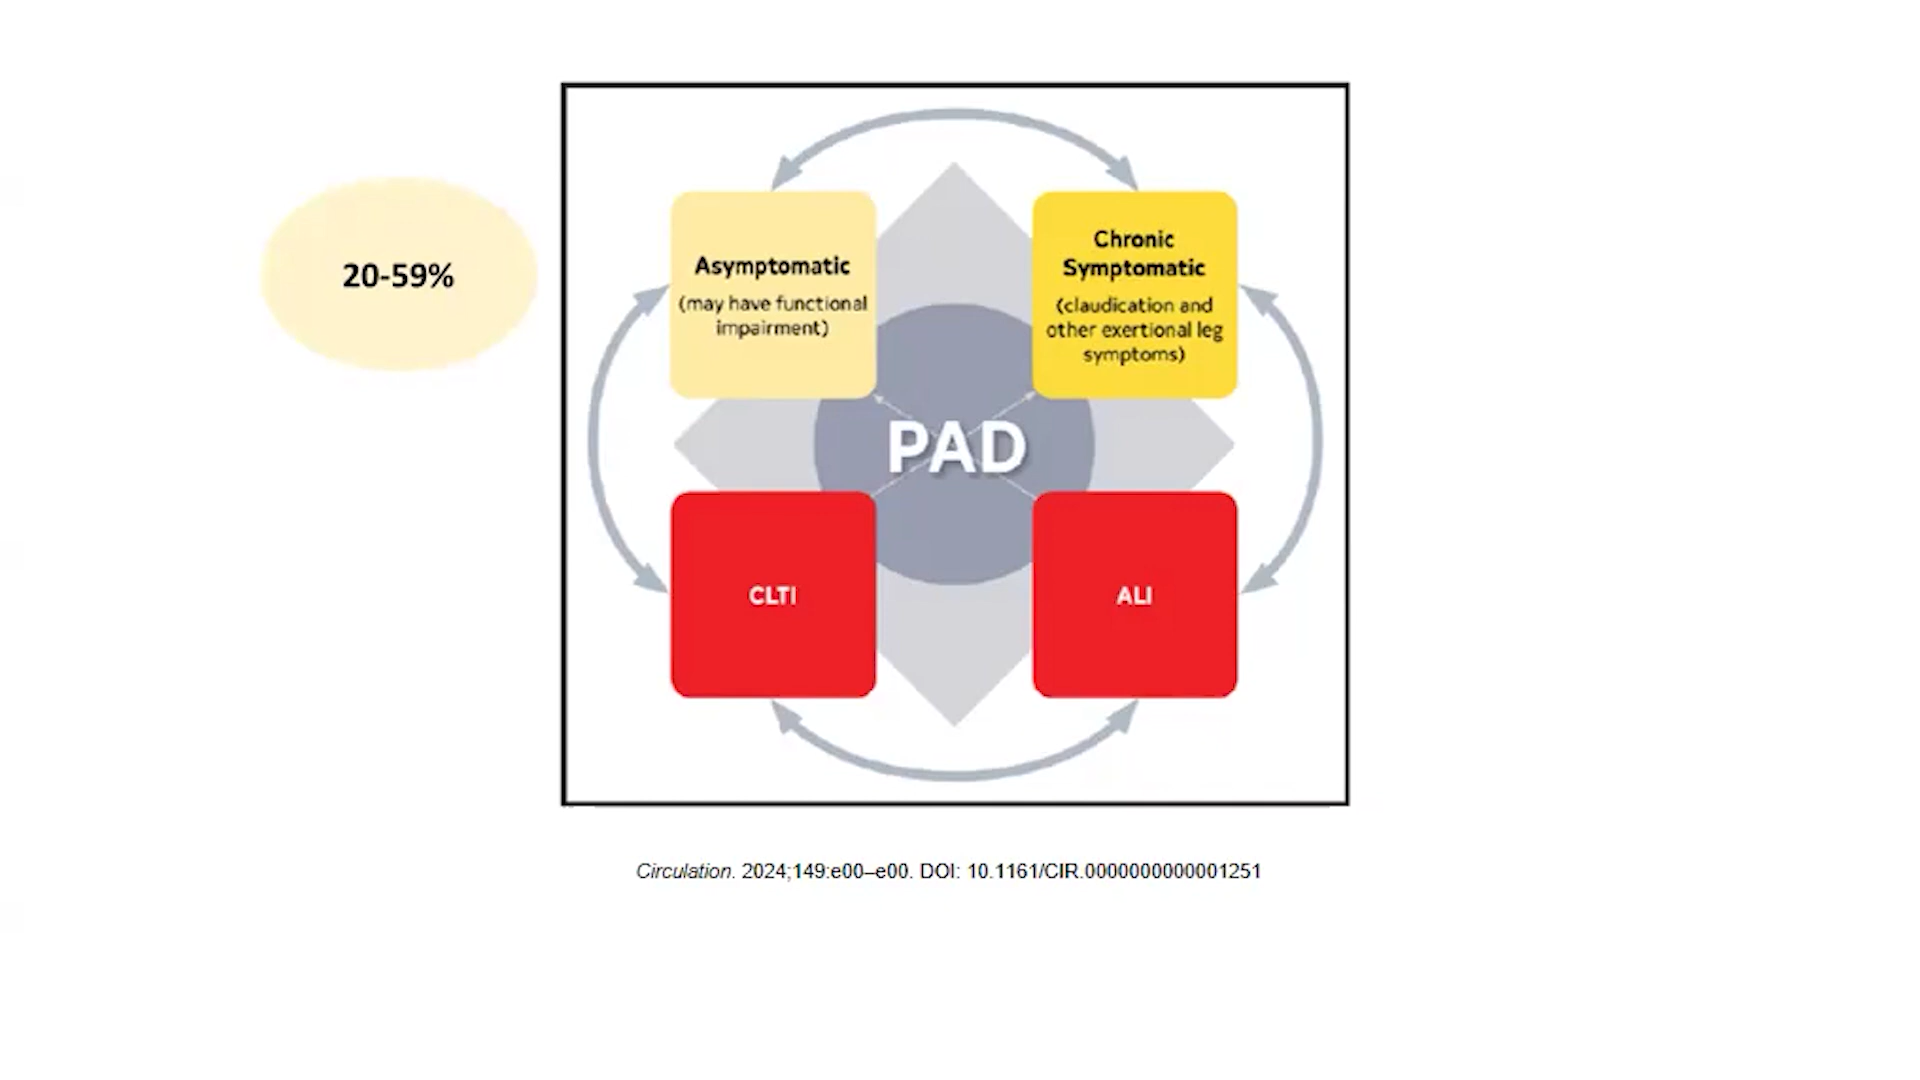 20-59%
Asymptomatic
(may have functional
impairment)
Chronic
Symptomatic
(claudication and
other exertional leg
symptoms)
PAD
CLTI
ALI
Circulation. 2024;149:e00–e00. DOI: 10.1161/CIR.0000000000001251